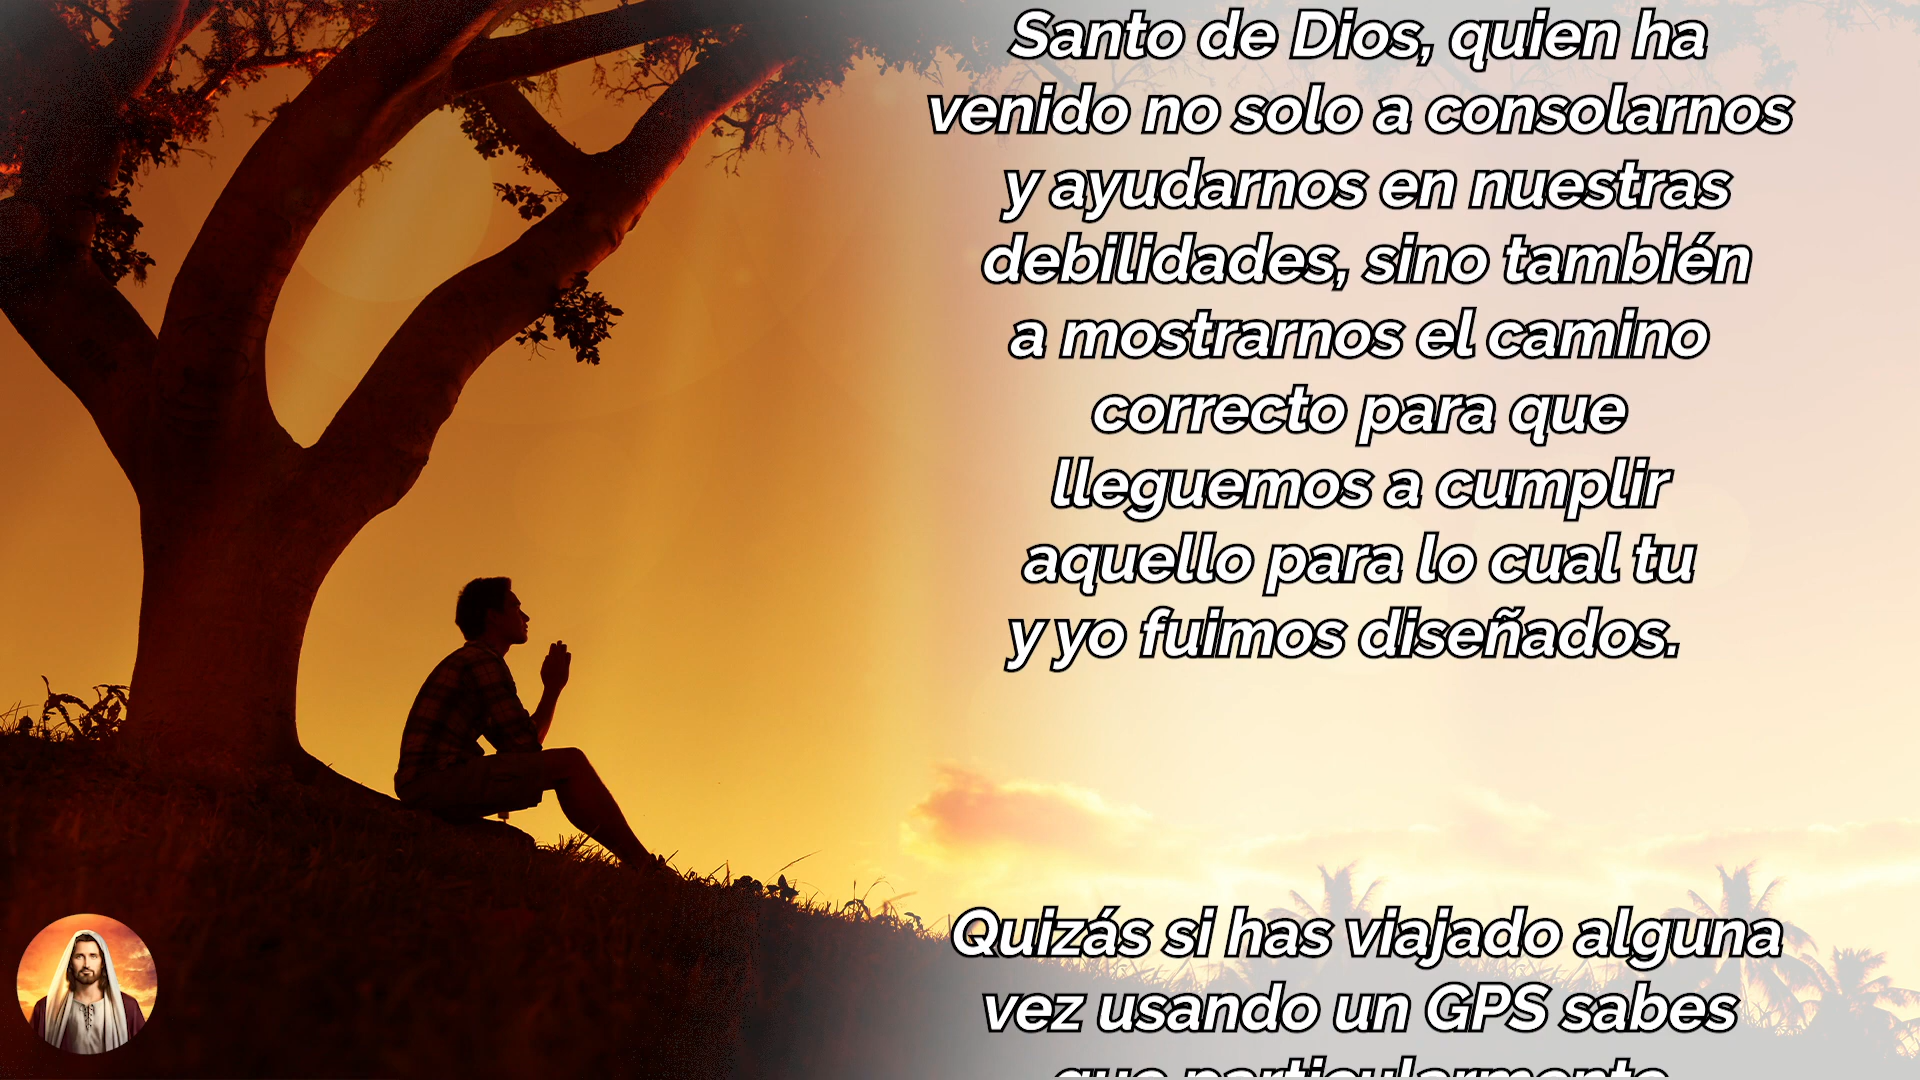 Santo de Dios, quien ha
venido no solo a consolarnos
y ayudarnos en nuestras
debilidades, sino también
a mostrarnos el camino
correcto para que
lleguemos a cumplir
aquello para lo cual tu
y yo fuimos diseñados.
Quizás si has viajado alguna
vez usando un GPS sabes
que particularmente